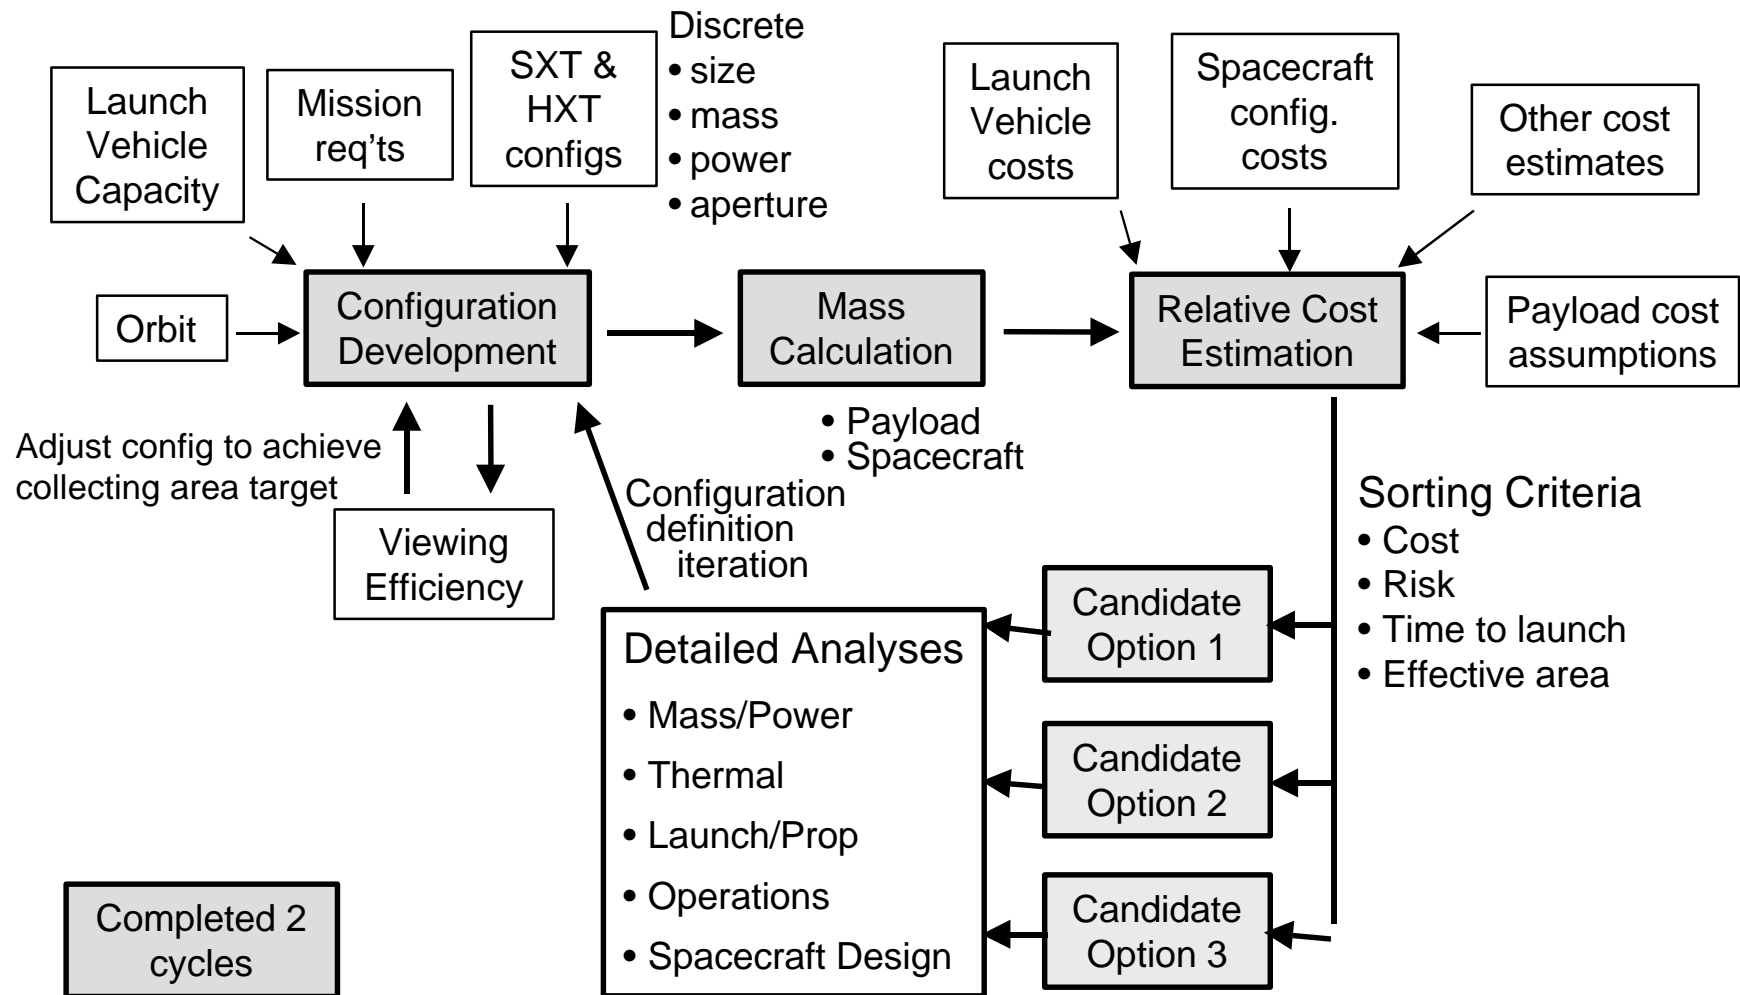 Launch
Vehicle
Capacity
Mission
req’ts
SXT &
HXT
configs
Discrete
• size
• mass
• power
• aperture
Launch
Vehicle
costs
Spacecraft
config.
costs
Other cost
estimates
Orbit
Configuration
Development
Mass
Calculation
Relative Cost
Estimation
Payload cost
assumptions
• Payload
• Spacecraft
Adjust config to achieve
collecting area target
Viewing
Efficiency
Configuration
definition
iteration
Sorting Criteria
• Cost
• Risk
• Time to launch
• Effective area
Detailed Analyses
• Mass/Power
• Thermal
• Launch/Prop
• Operations
• Spacecraft Design
Candidate
Option 1
Candidate
Option 2
Candidate
Option 3
Completed 2
cycles